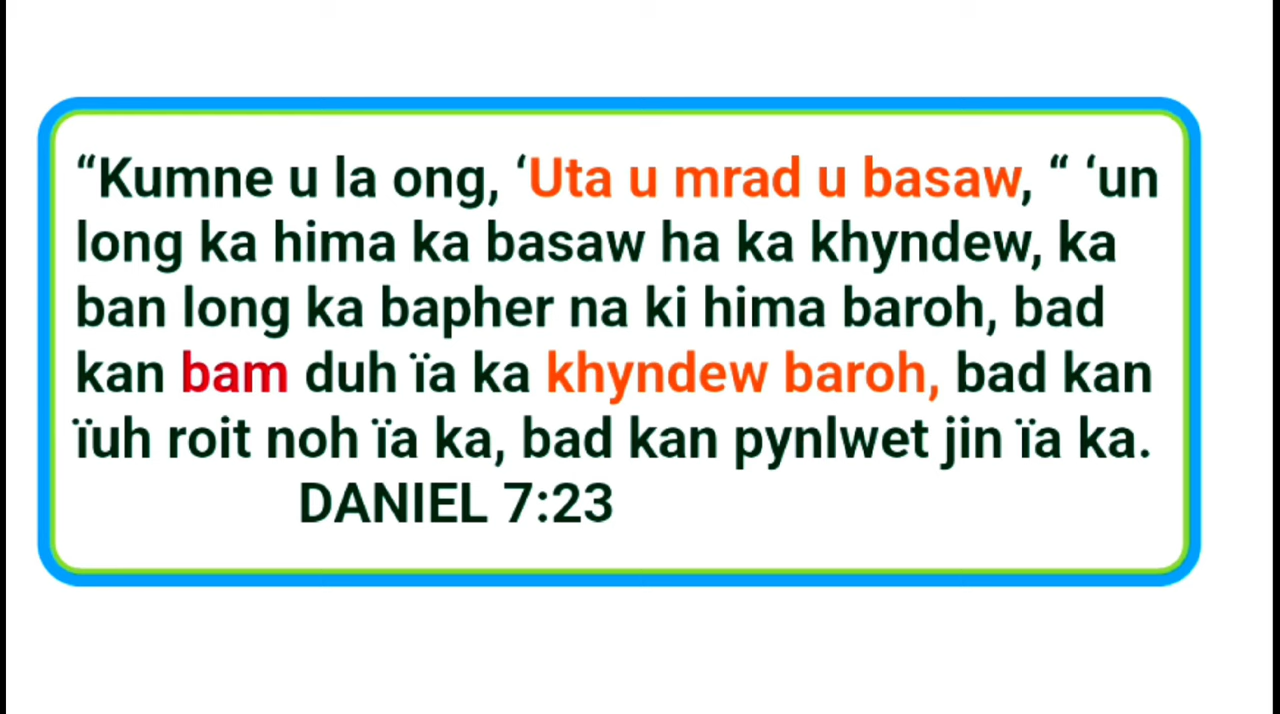 “Kumne u la ong, ‘Uta u mrad u basaw, “ ‘un
long ka hima ka basaw ha ka khyndew, ka
ban long ka bapher na ki hima baroh, bad
kan bam duh ïa ka khyndew baroh, bad kan
ïuh roit noh ïa ka, bad kan pynlwet jin ïa ka.
DANIEL 7:23